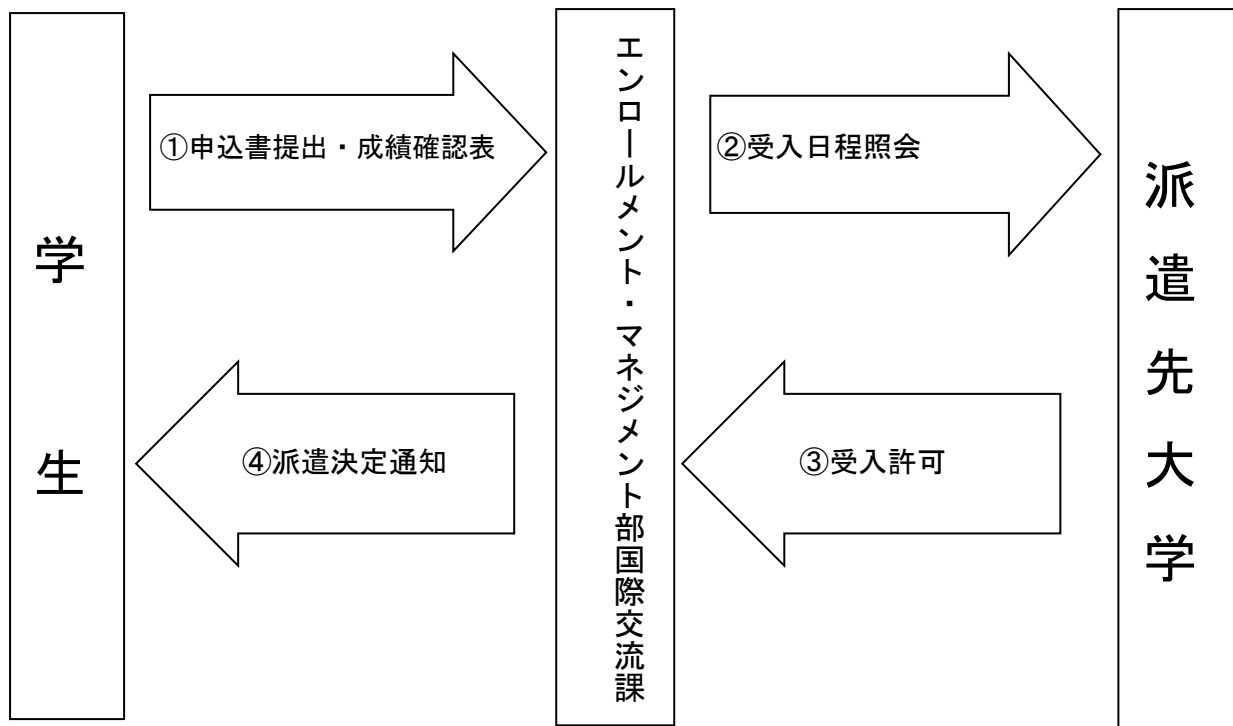 学生
①申込書提出・成績確認表
エンロールメント・マネジメント部国際交流課
②受入日程照会
派遣先大学
③受入許可
④派遣決定通知